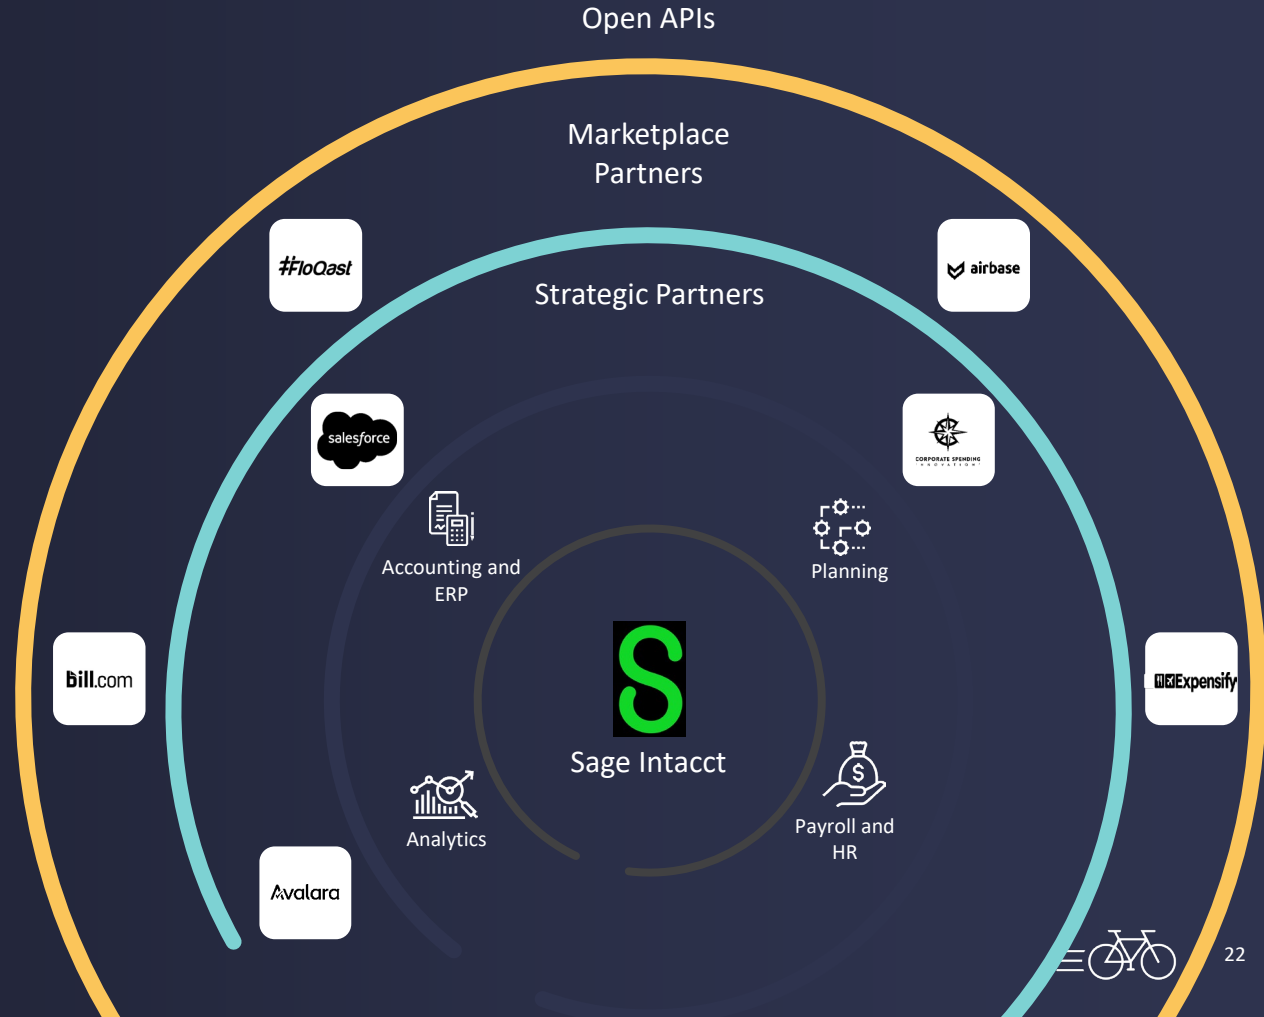 Open APIs
Marketplace
Partners
FloQast
airbase
Strategic Partners
salesforce
CORPORATE SPENDING
INNOVATION
Accounting and
ERP
Planning
bill.com
Expensify
$
Sage Intacct
Analytics
Payroll and
HR
Avalara
22